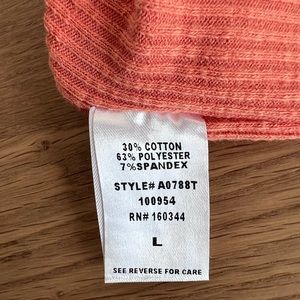 30% COTTON
63% POLYESTER
7%SPANDEX
STYLE# A0788T
100954
RN# 160344
L
SEE REVERSE FOR CARE